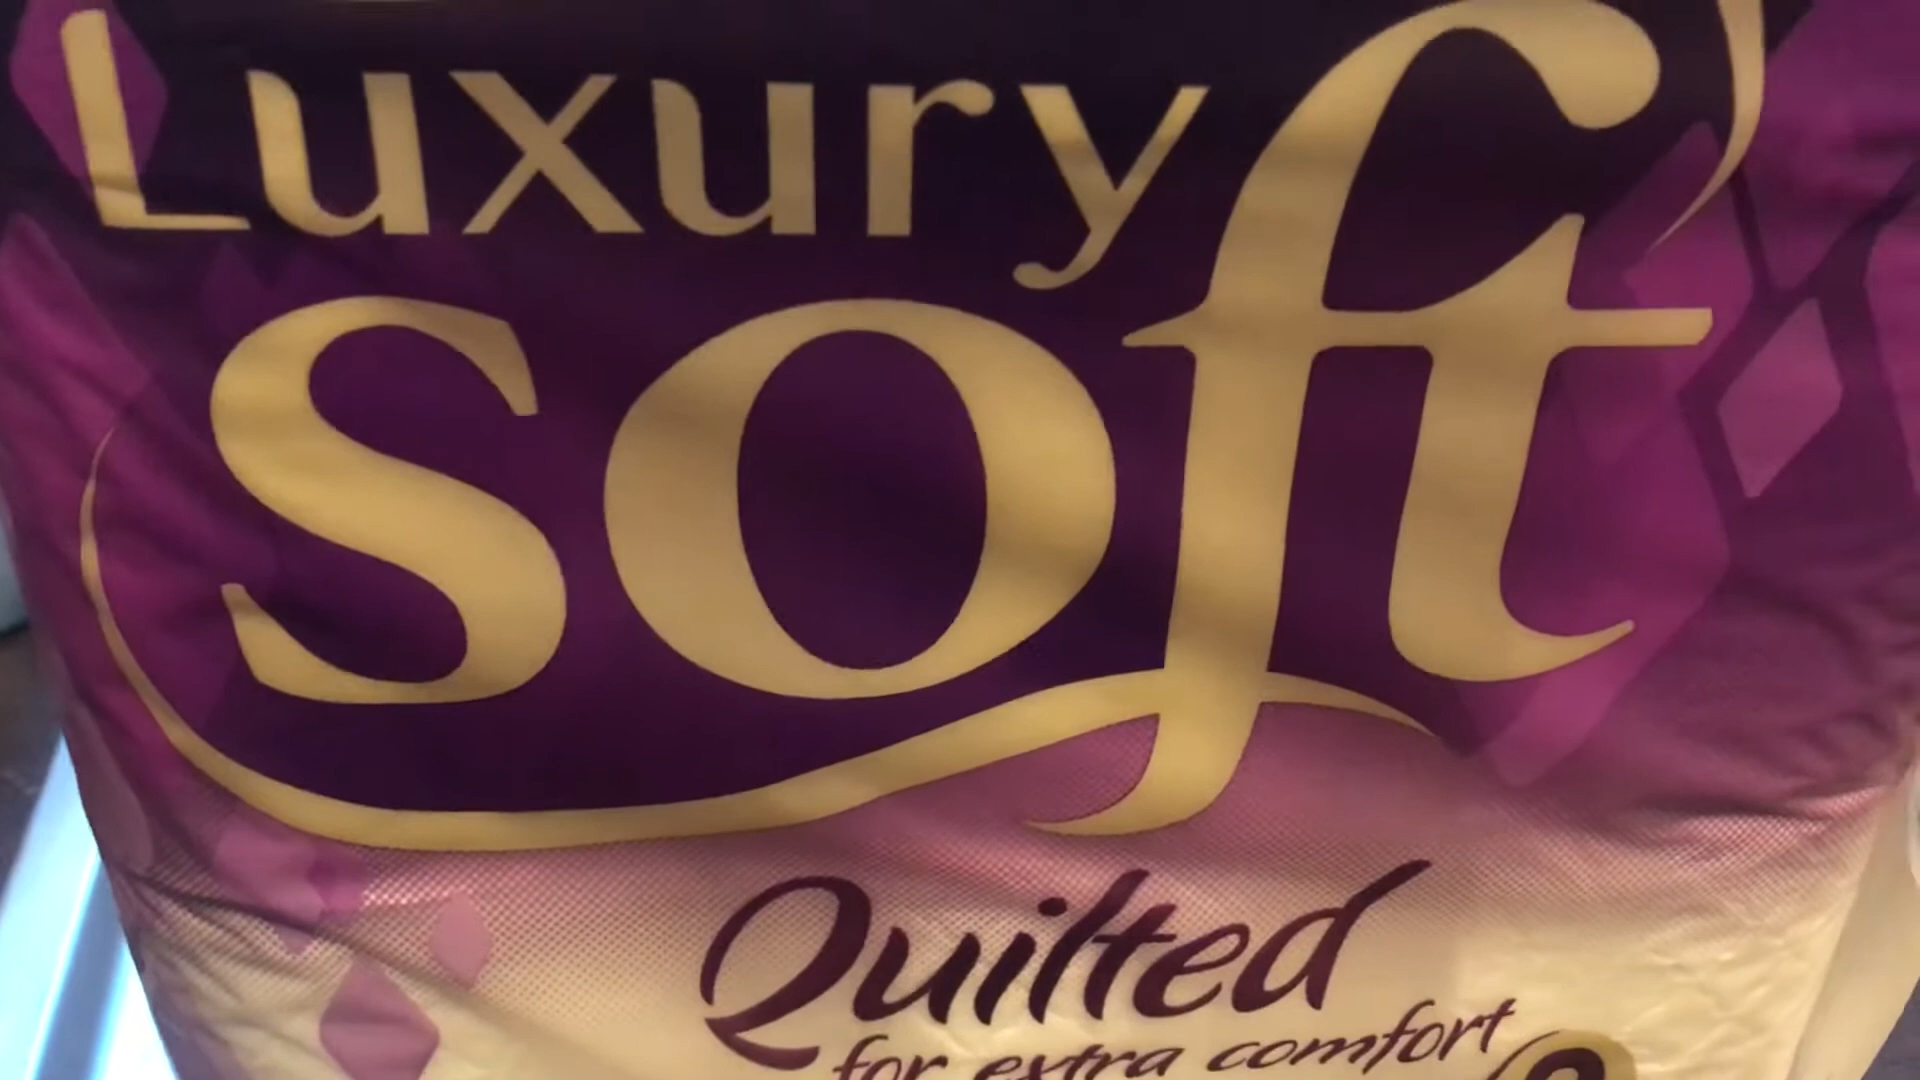 Luxury
soft
Quilted
for extra comfort